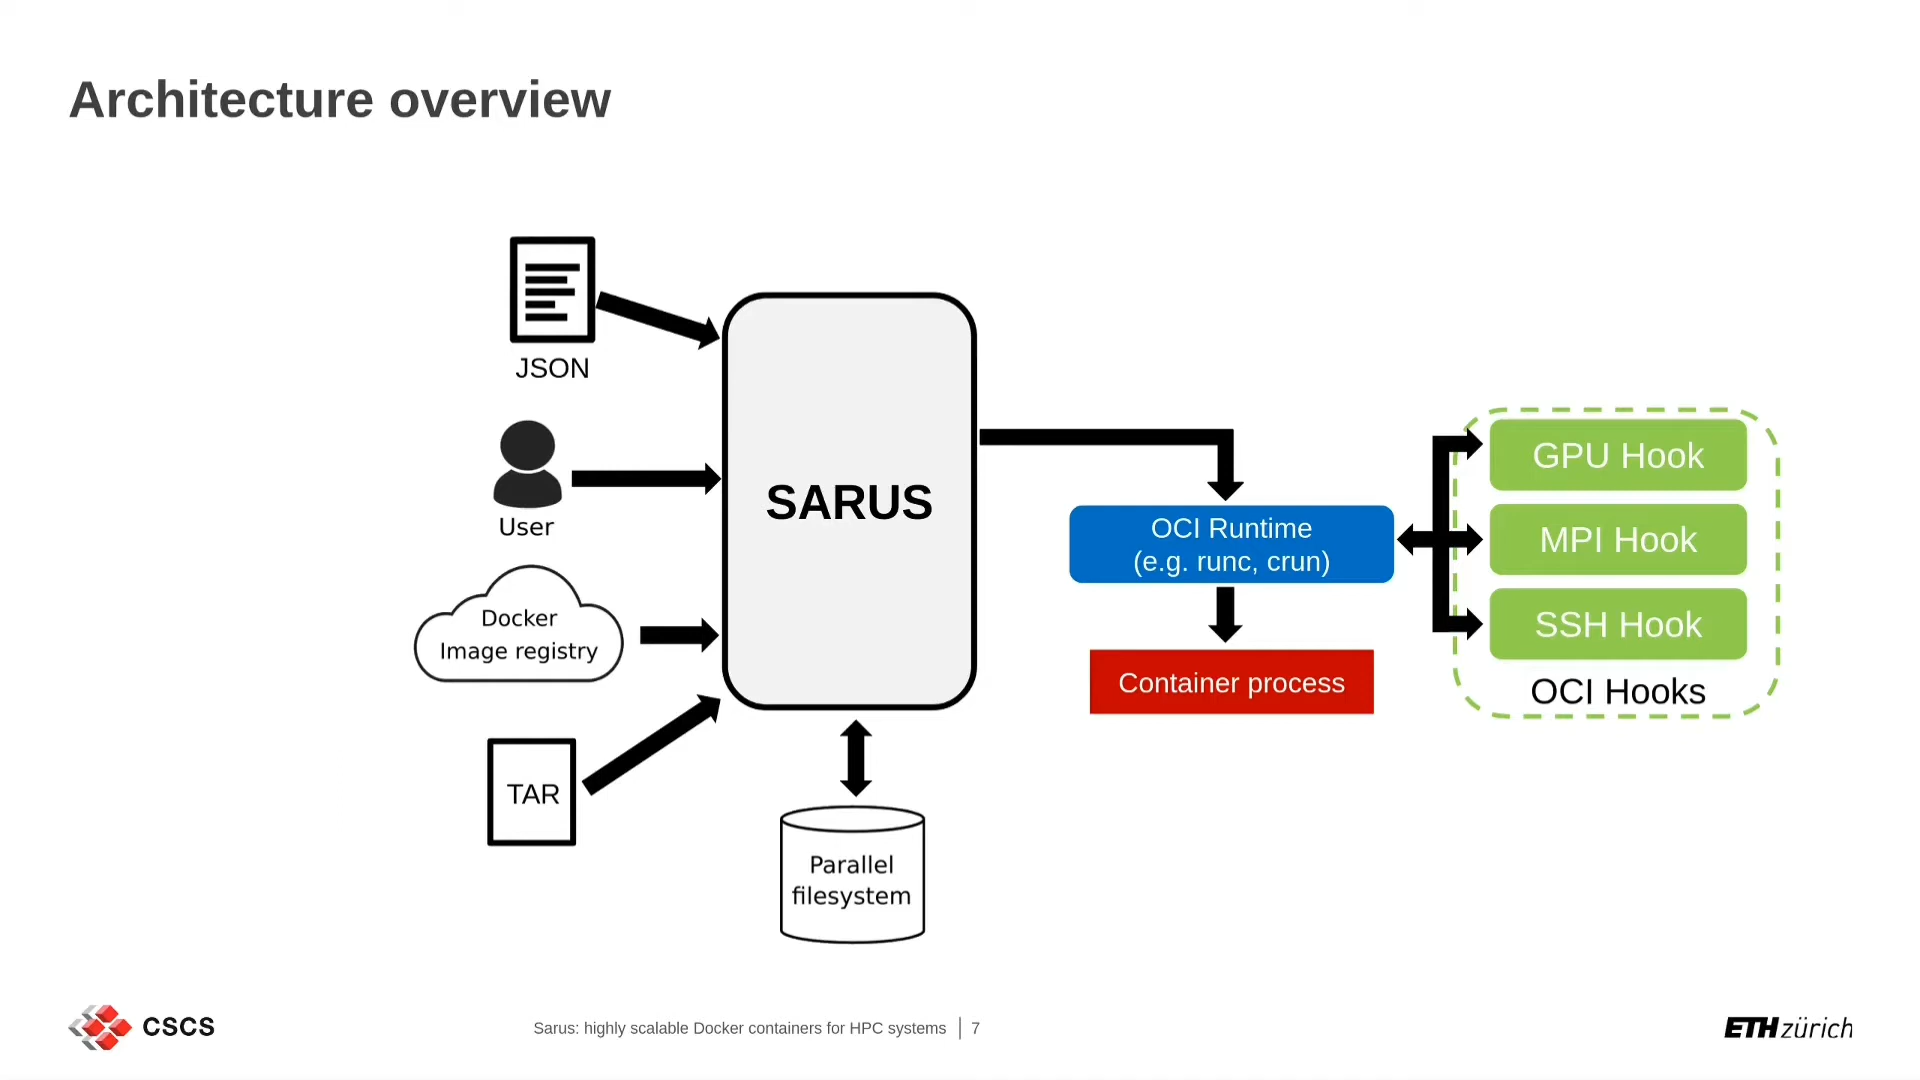 Architecture overview
JSON
User
Docker
Image registry
TAR
SARUS
Parallel
filesystem
OCI Runtime
(e.g. runc, crun)
Container process
GPU Hook
MPI Hook
SSH Hook
OCI Hooks
CSCS
Sarus: highly scalable Docker containers for HPC systems | 7
ETH zürich